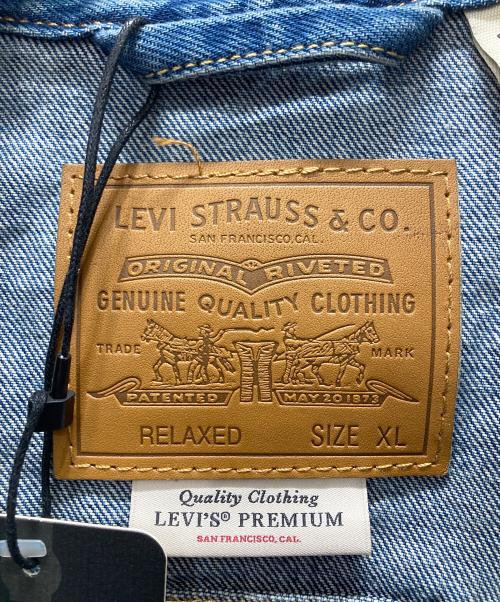 LEVI STRAUSS & CO.
SAN FRANCISCO, CAL.
ORIGINAL RIVETED
GENUINE QUALITY CLOTHING
TRADE MARK
PATENTED MAY 20 1873
RELAXED SIZE XL
Quality Clothing
LEVI'S® PREMIUM
SAN FRANCISCO, CAL.